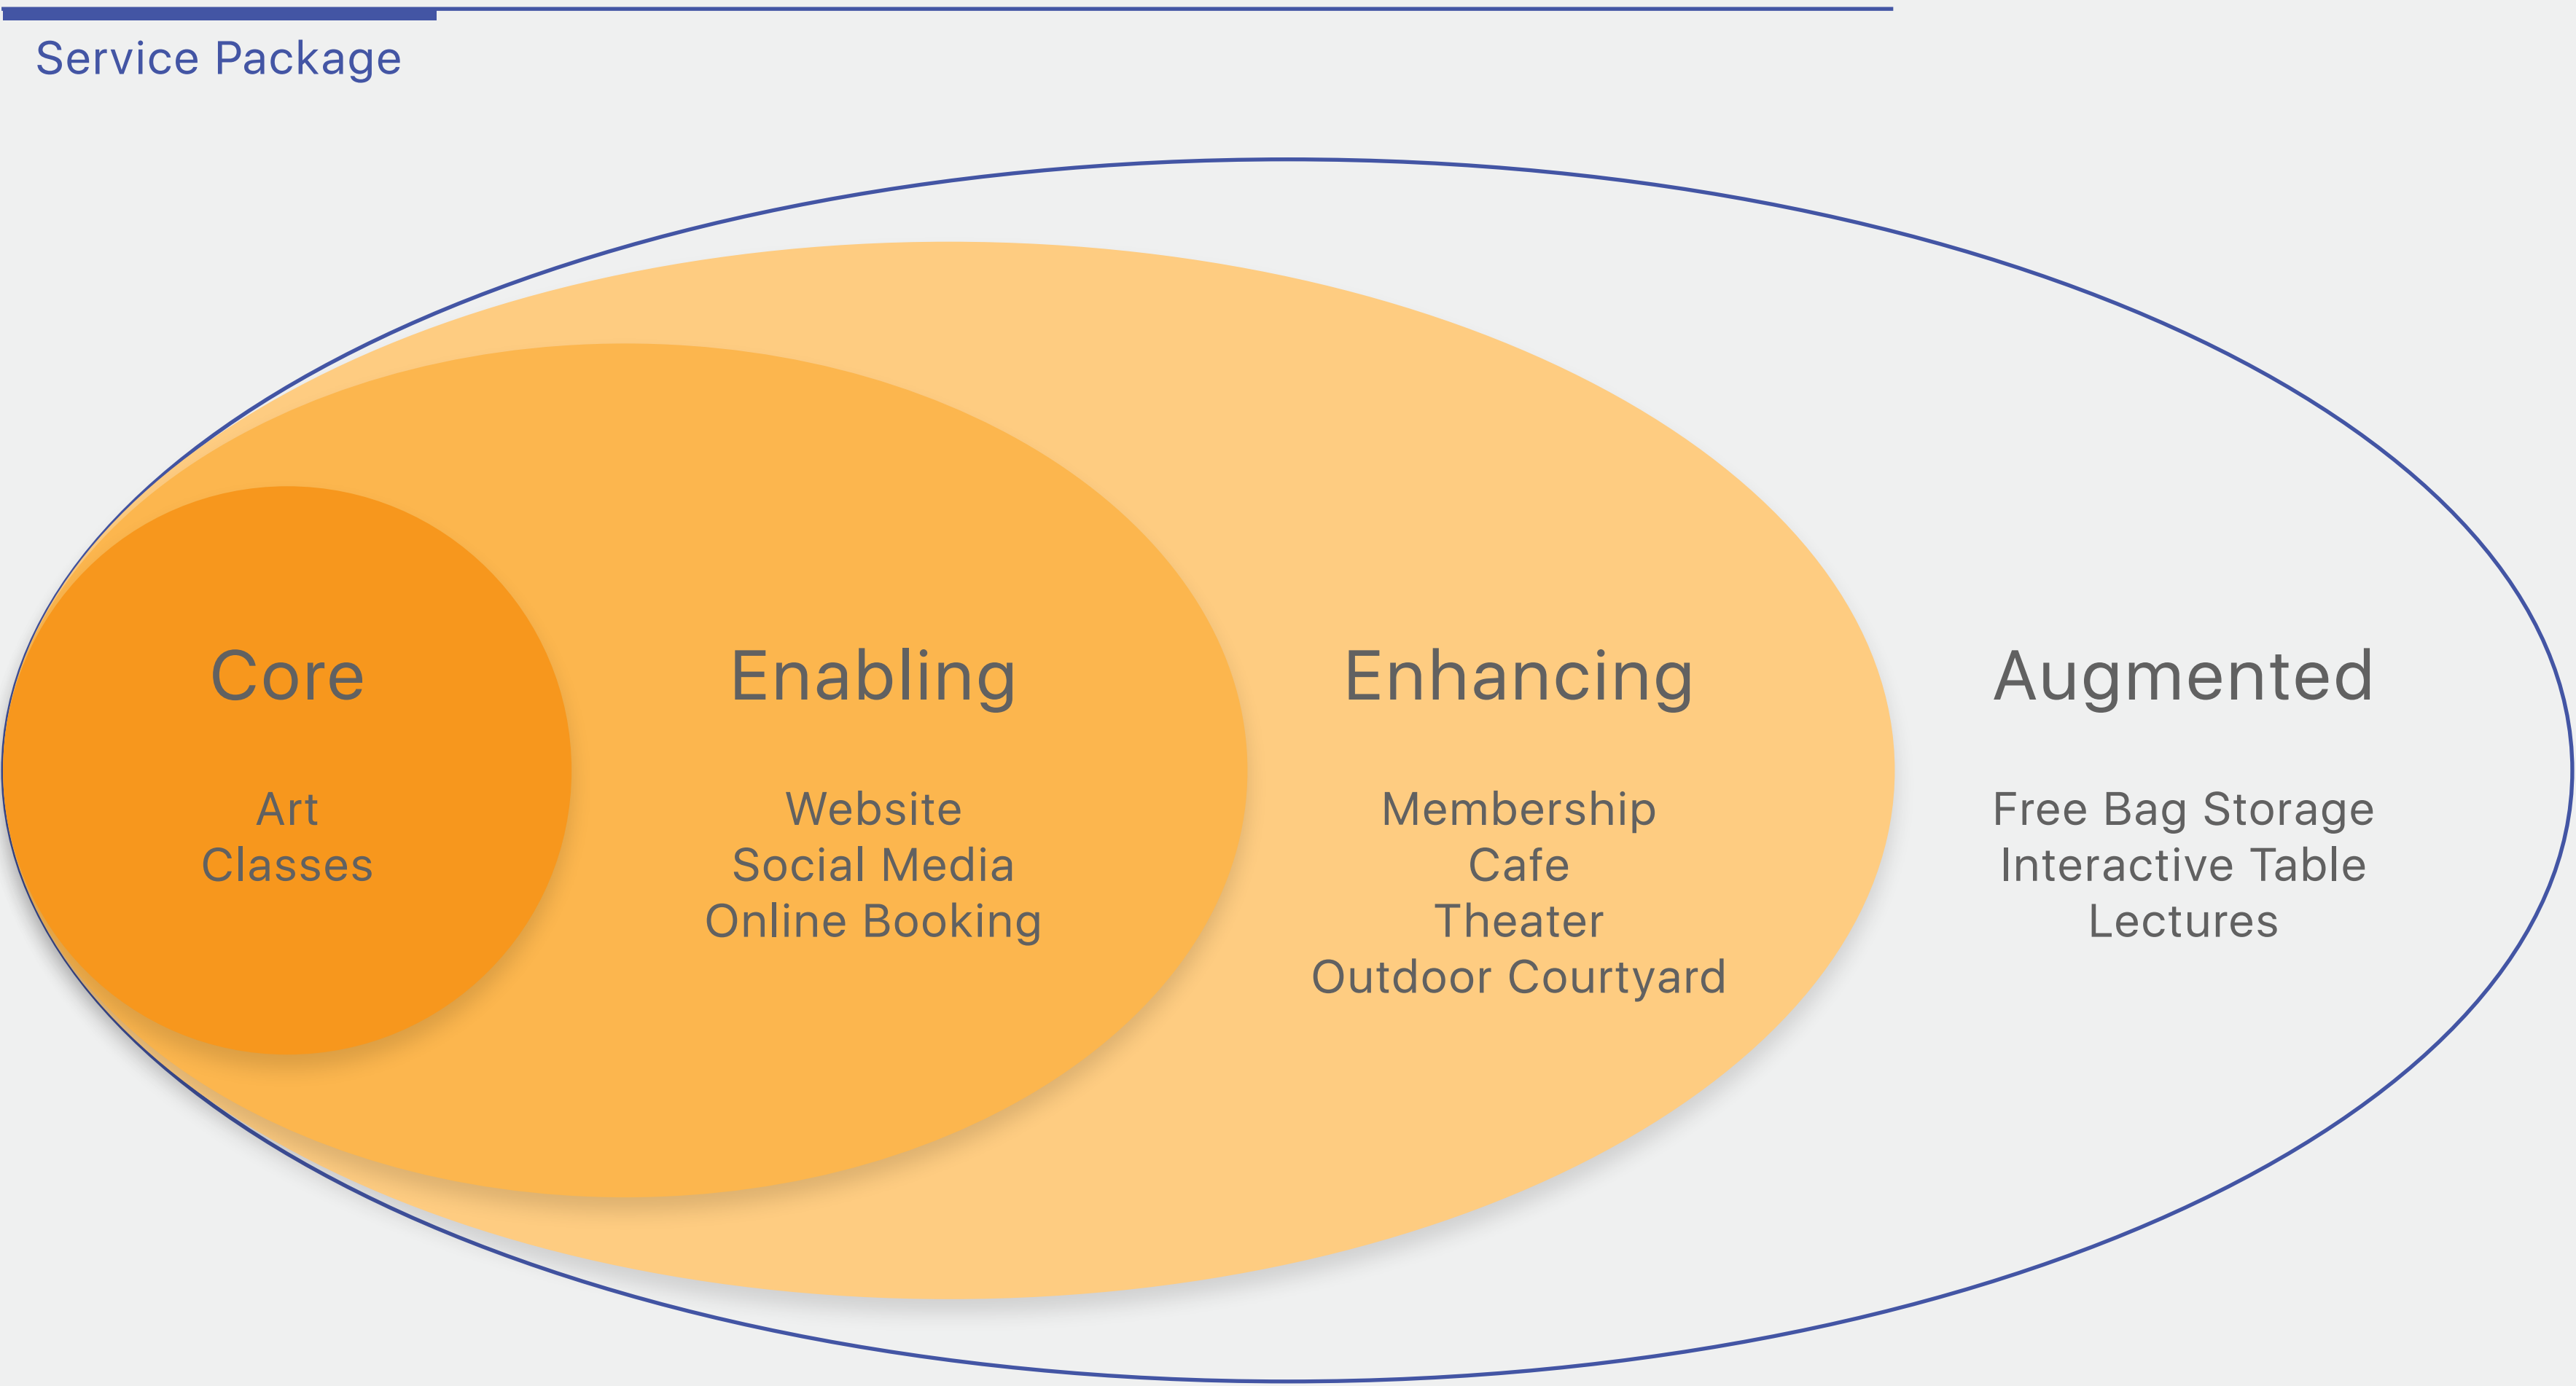 Service Package
Core
Art
Classes
Enabling
Website
Social Media
Online Booking
Enhancing
Membership
Cafe
Theater
Outdoor Courtyard
Augmented
Free Bag Storage
Interactive Table
Lectures